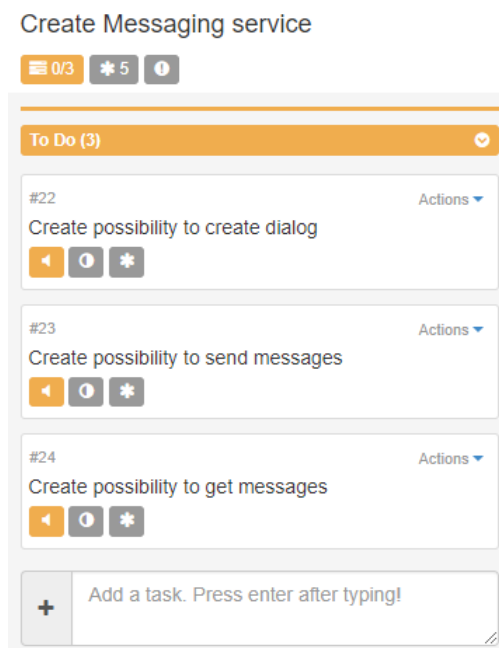 Create Messaging service
0/3 5
To Do (3)
#22 Actions
Create possibility to create dialog
#23 Actions
Create possibility to send messages
#24 Actions
Create possibility to get messages
Add a task. Press enter after typing!